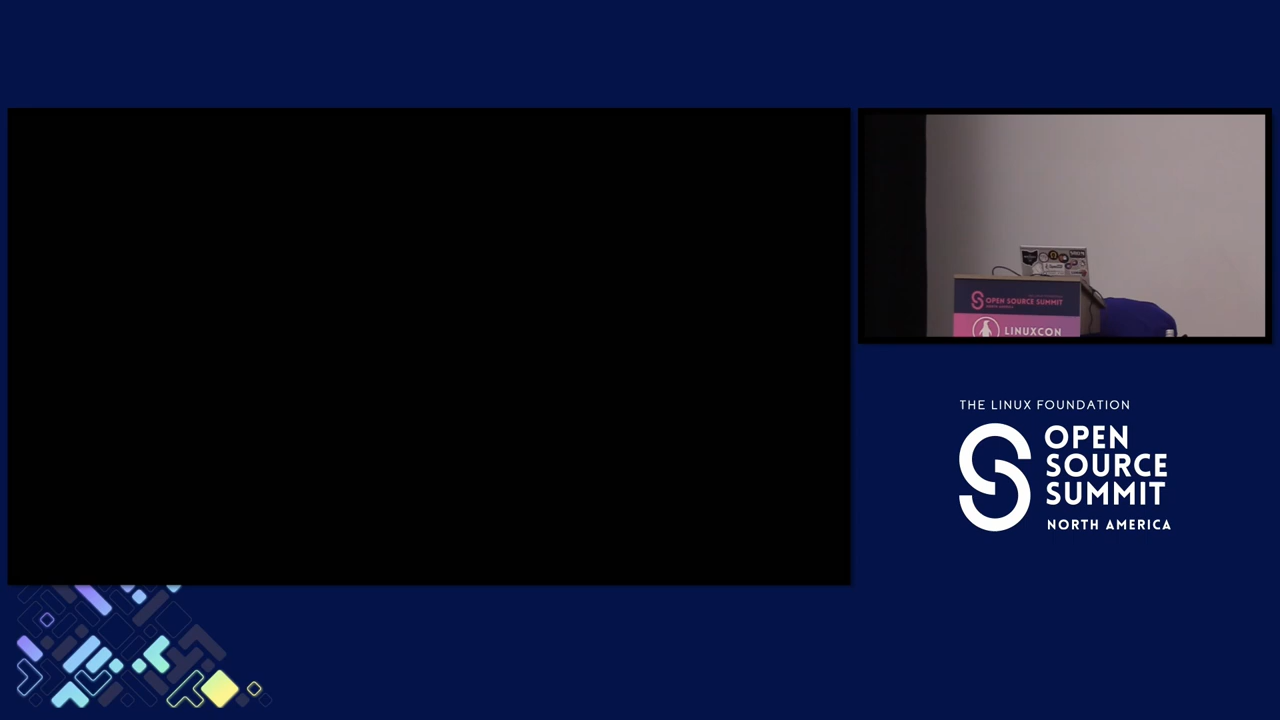 OPEN SOURCE SUMMIT
LINUXCON
THE LINUX FOUNDATION
OPEN
SOURCE
SUMMIT
NORTH AMERICA